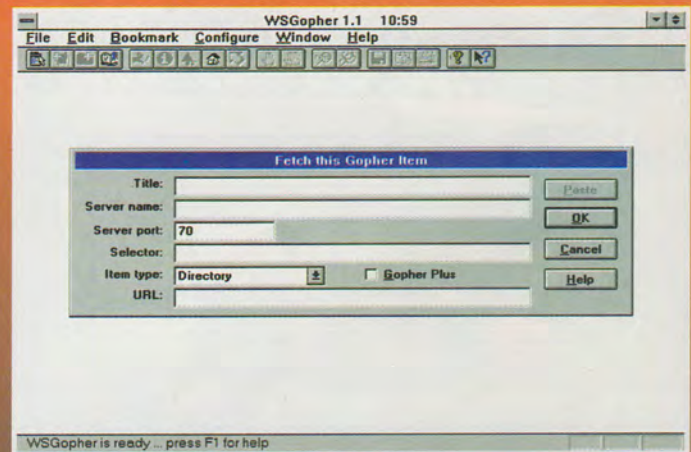 WSGopher 1.1 10:59
File Edit Bookmark Configure Window Help
Fetch this Gopher Item
Title:
Server name:
Server port: 70
Selector:
Item type: Directory Gopher Plus
URL:
Paste
OK
Cancel
Help
WSGopher is ready ... press F1 for help